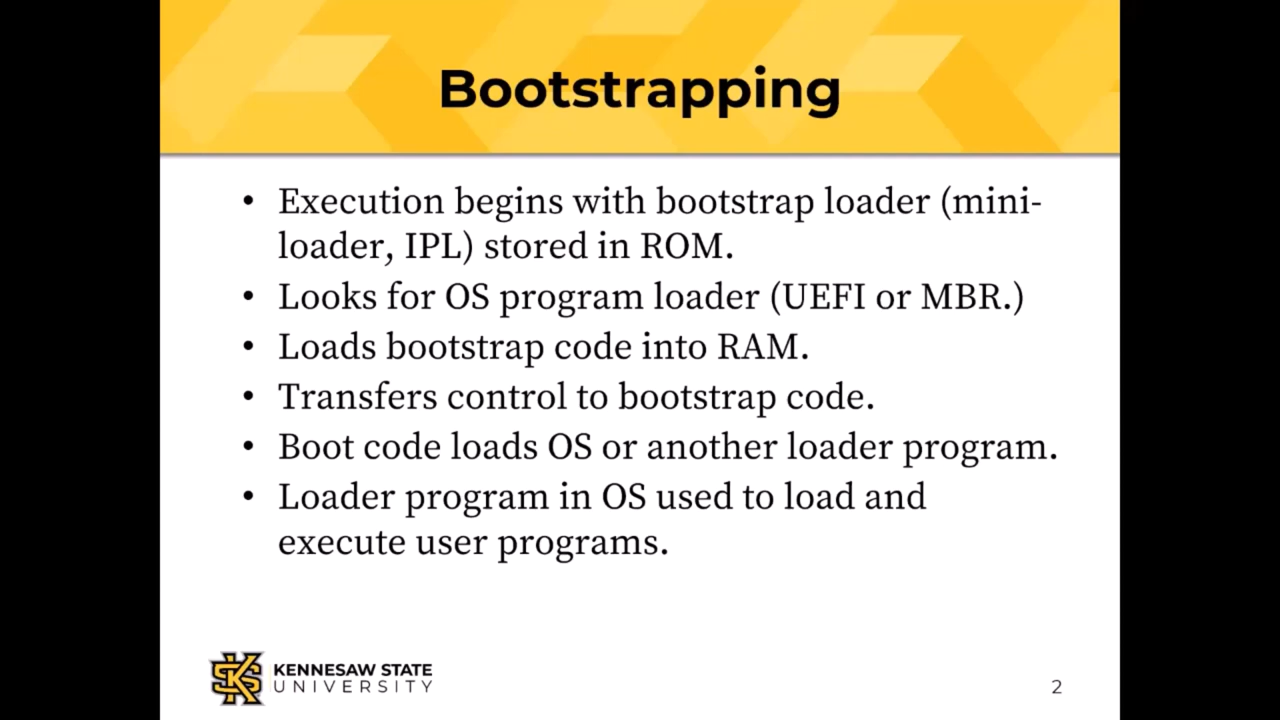 Bootstrapping
• Execution begins with bootstrap loader (mini-
loader, IPL) stored in ROM.
• Looks for OS program loader (UEFI or MBR.)
• Loads bootstrap code into RAM.
• Transfers control to bootstrap code.
• Boot code loads OS or another loader program.
• Loader program in OS used to load and
execute user programs.
KENNESAW STATE
UNIVERSITY
2